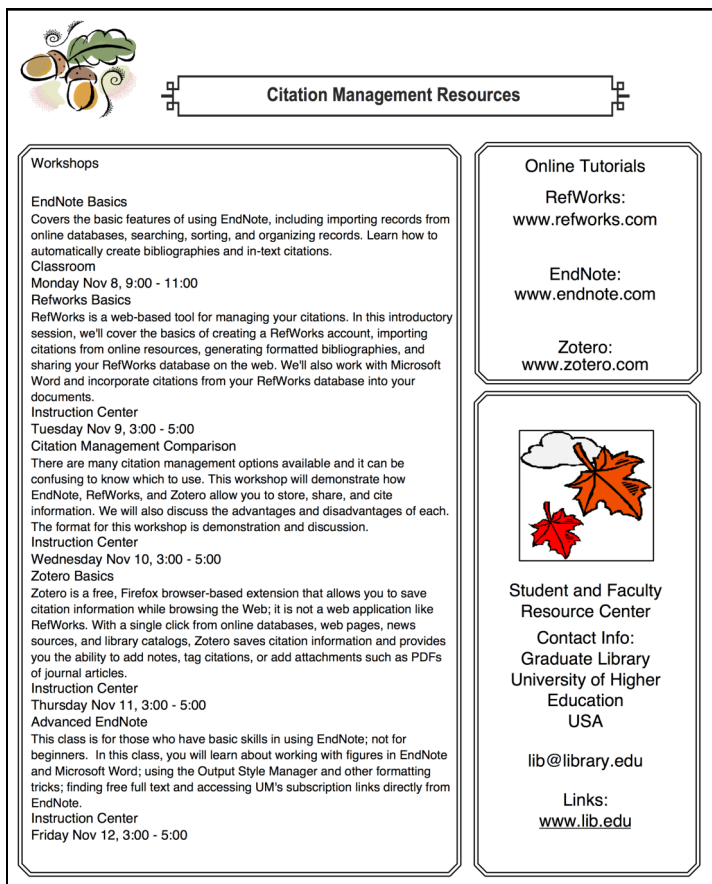 Citation Management Resources
Workshops
EndNote Basics
Covers the basic features of using EndNote, including importing records from
online databases, searching, sorting, and organizing records. Learn how to
automatically create bibliographies and in-text citations.
Classroom
Monday Nov 8, 9:00 - 11:00
Refworks Basics
RefWorks is a web-based tool for managing your citations. In this introductory
session, we'll cover the basics of creating a RefWorks account, importing
citations from online resources, generating formatted bibliographies, and
sharing your RefWorks database on the web. We'll also work with Microsoft
Word and incorporate citations from your RefWorks database into your
documents.
Instruction Center
Tuesday Nov 9, 3:00 - 5:00
Citation Management Comparison
There are many citation management options available and it can be
confusing to know which to use. This workshop will demonstrate how
EndNote, RefWorks, and Zotero allow you to store, share, and cite
information. We will also discuss the advantages and disadvantages of each.
The format for this workshop is demonstration and discussion.
Instruction Center
Wednesday Nov 10, 3:00 - 5:00
Zotero Basics
Zotero is a free, Firefox browser-based extension that allows you to save
citation information while browsing the Web; it is not a web application like
RefWorks. With a single click from online databases, web pages, news
sources, and library catalogs, Zotero saves citation information and provides
you the ability to add notes, tag citations, or add attachments such as PDFs
of journal articles.
Instruction Center
Thursday Nov 11, 3:00 - 5:00
Advanced EndNote
This class is for those who have basic skills in using EndNote; not for
beginners.  In this class, you will learn about working with figures in EndNote
and Microsoft Word; using the Output Style Manager and other formatting
tricks; finding free full text and accessing UM's subscription links directly from
EndNote.
Instruction Center
Friday Nov 12, 3:00 - 5:00
Online Tutorials
RefWorks:
www.refworks.com
EndNote:
www.endnote.com
Zotero:
www.zotero.com
Student and Faculty
Resource Center
Contact Info:
Graduate Library
University of Higher
Education
USA
lib@library.edu
Links:
www.lib.edu